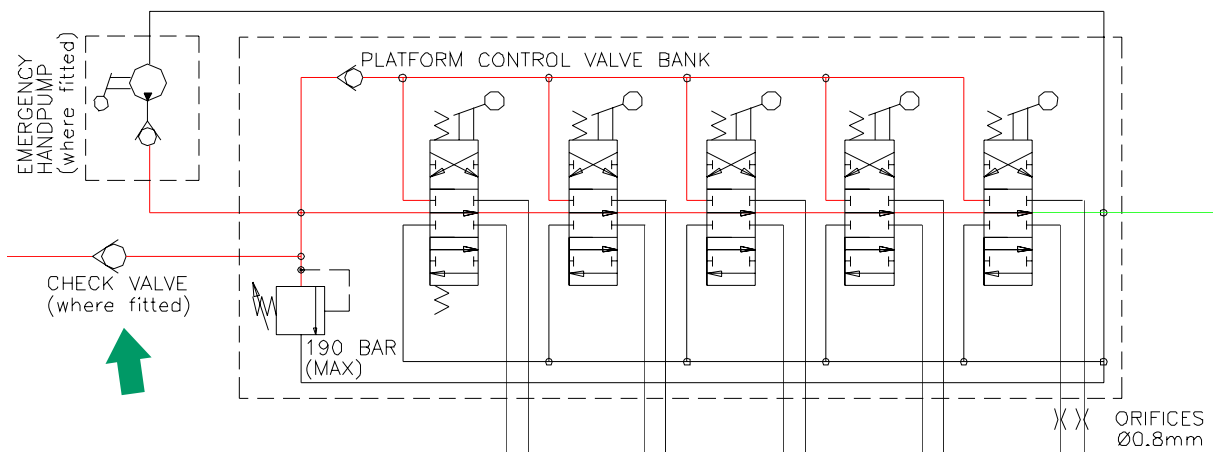 EMERGENCY
HANDPUMP
(where fitted)
PLATFORM CONTROL VALVE BANK
CHECK VALVE
(where fitted)
190 BAR
(MAX)
ORIFICES
Ø0.8mm